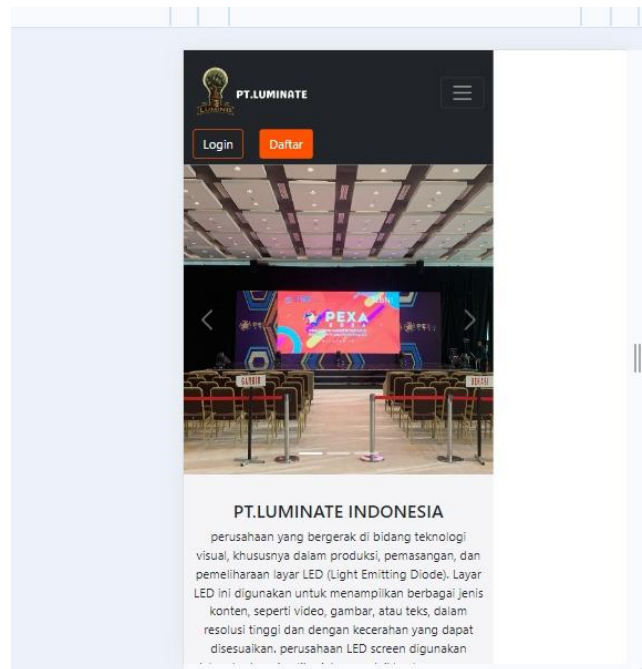 LUMINATE
PT.LUMINATE
Login
Daftar
PEXA
PT.LUMINATE INDONESIA
perusahaan yang bergerak di bidang teknologi
visual, khususnya dalam produksi, pemasangan, dan
pemeliharaan layar LED (Light Emitting Diode). Layar
LED ini digunakan untuk menampilkan berbagai jenis
konten, seperti video, gambar, atau teks, dalam
resolusi tinggi dan dengan kecerahan yang dapat
disesuaikan. perusahaan LED screen digunakan